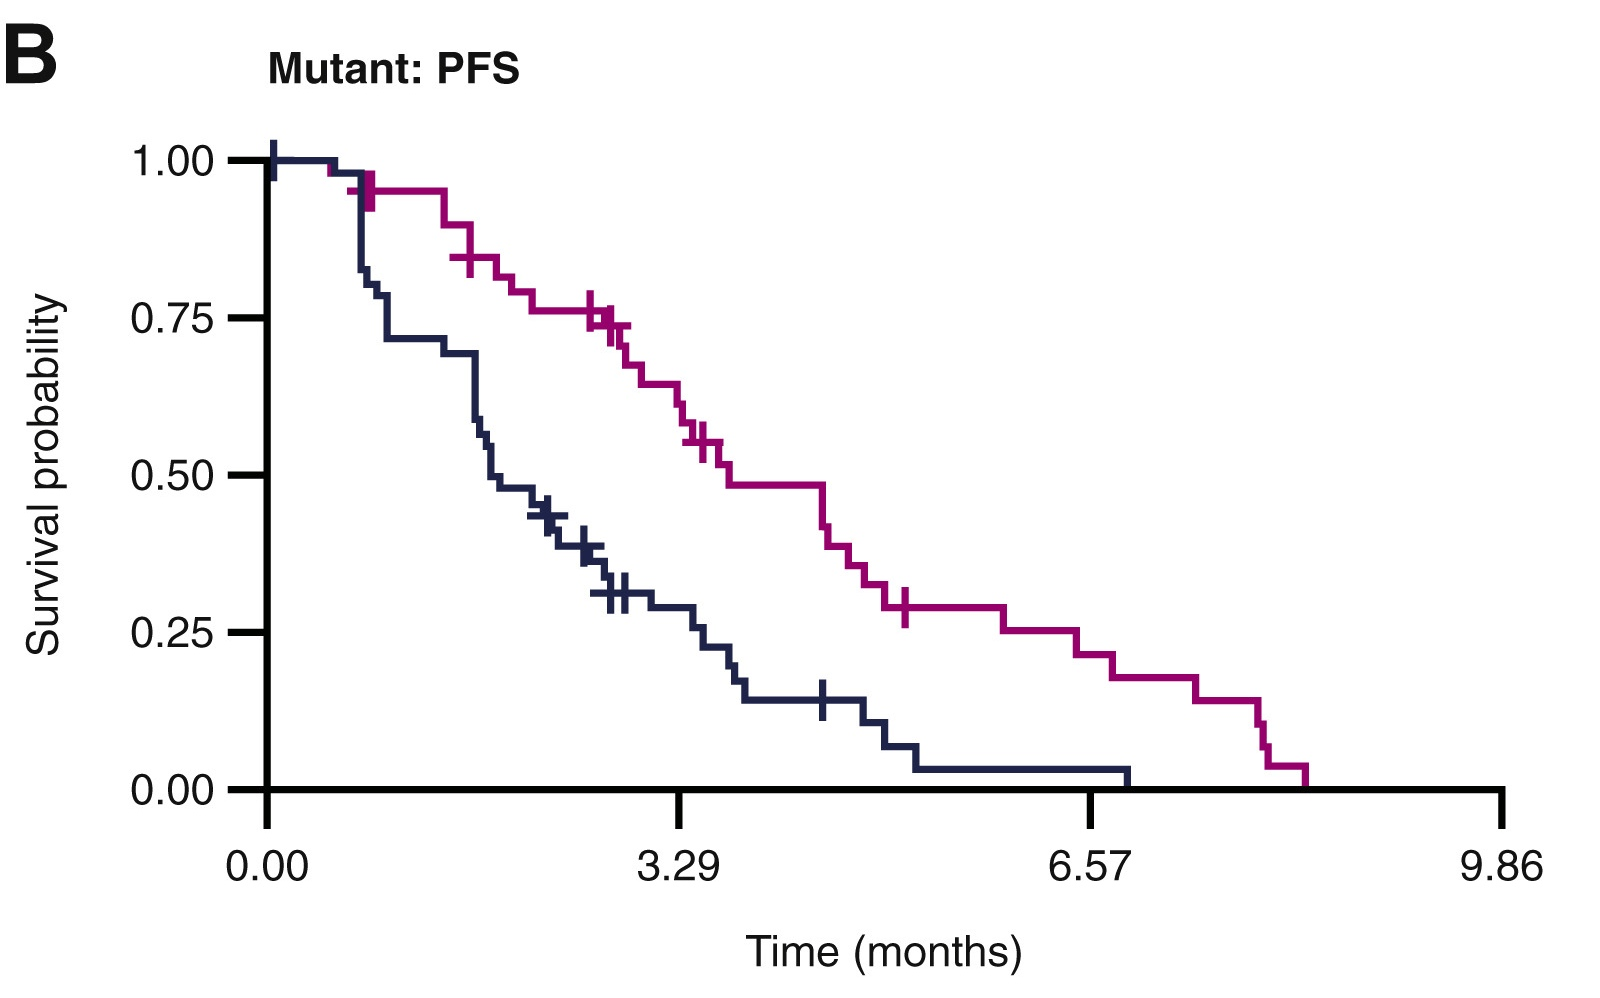 B
Mutant: PFS
1.00
0.75
0.50
0.25
0.00
Survival probability
0.00 3.29 6.57 9.86
Time (months)